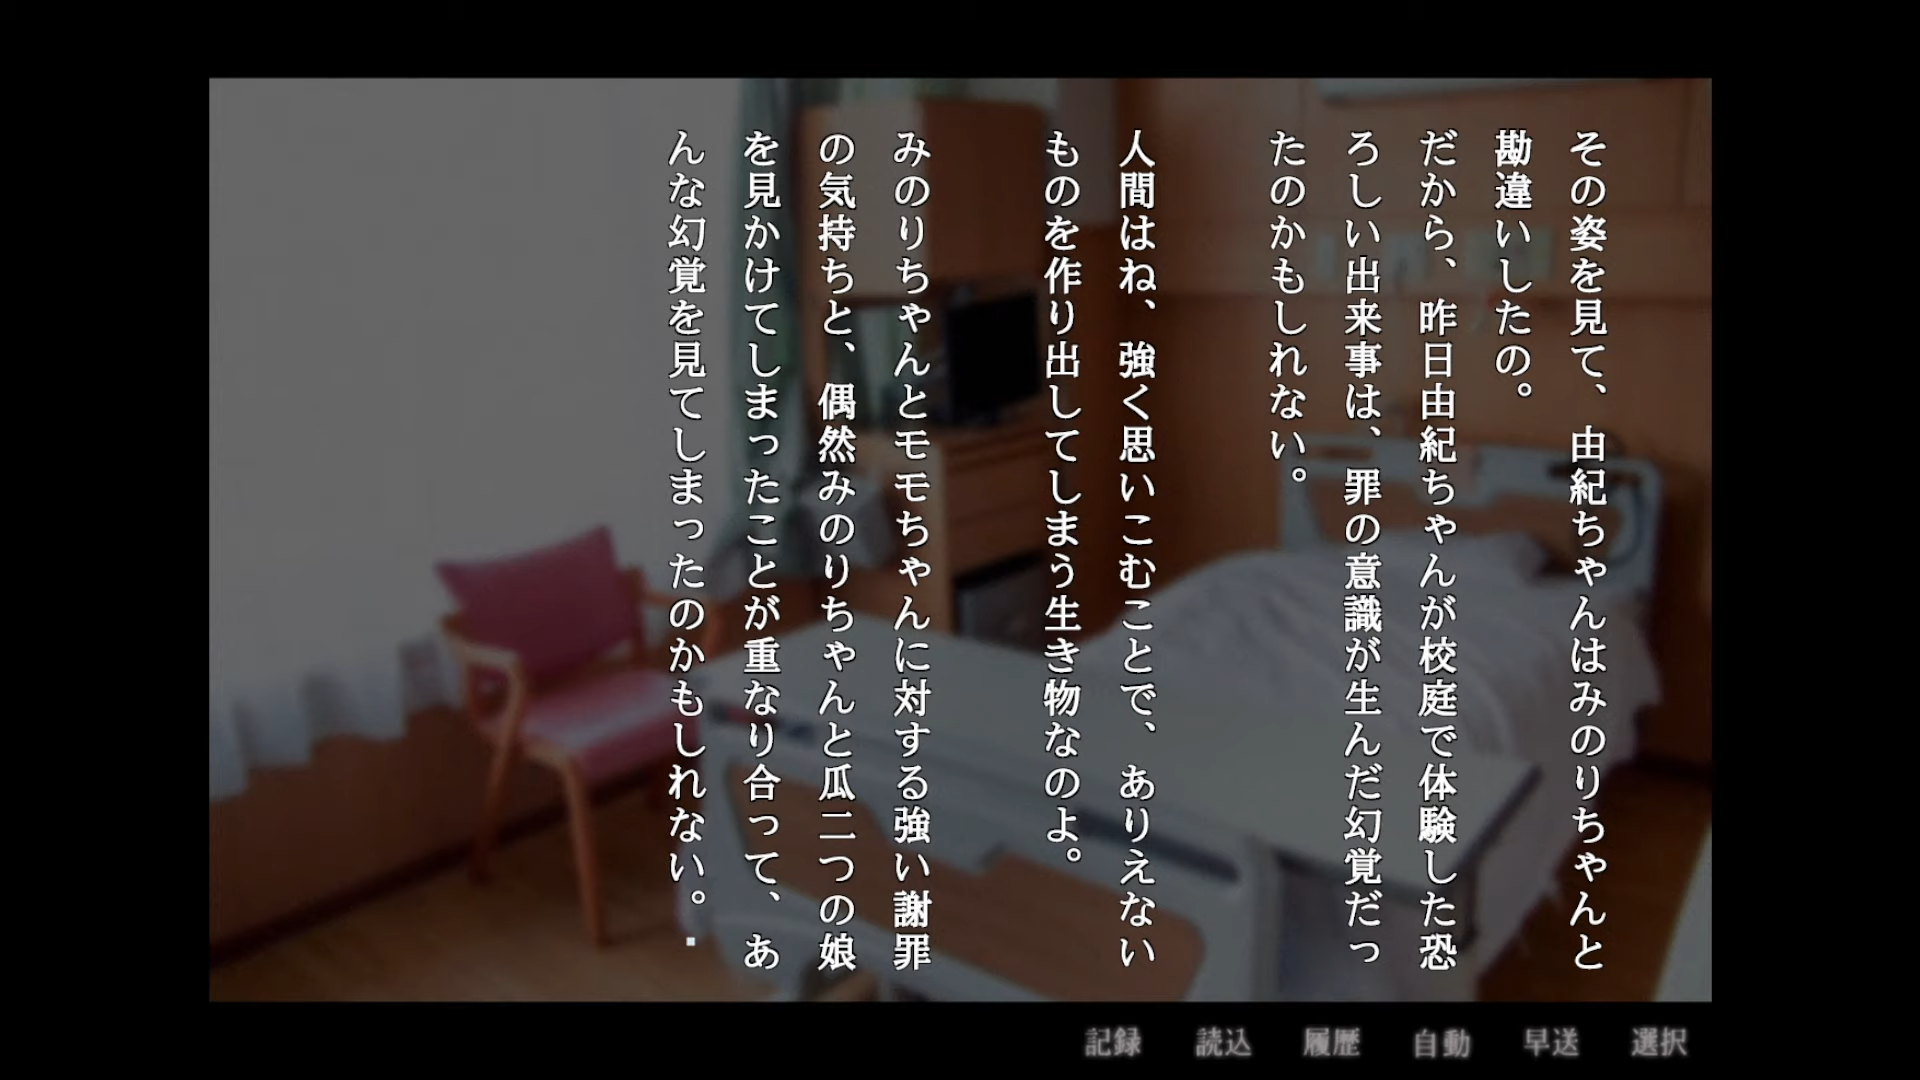 その姿を見て、由紀ちゃんはみのりちゃんと
勘違いしたの。
だから、昨日由紀ちゃんが校庭で体験した恐
ろしい出来事は、罪の意識が生んだ幻覚だっ
たのかもしれない。
人間はね、強く思いこむことで、ありえない
ものを作り出してしまう生き物なのよ。
みのりちゃんとモモちゃんに対する強い謝罪
の気持ちと、偶然みのりちゃんと瓜二つの娘
を見かけてしまったことが重なり合って、あ
んな幻覚を見てしまったのかもしれない。
記録 読込 履歴 自動 早送 選択